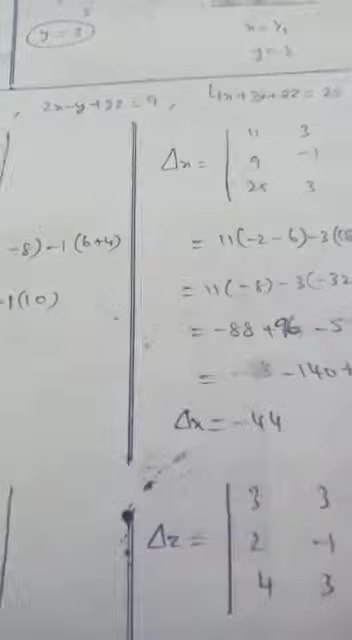 y = 3
y = 3
, 2x-y+2z=9, 4x+3y+2z=25
Δx = | 11 3
9 -1
25 3
-8)-1(6+4)
= 11(-2-6)-3(18
-1(10)
= 11(-8)-3(-32
= -88+96 -5
= -140+
Δx = -44
Δz = | 3 3
2 -1
4 3